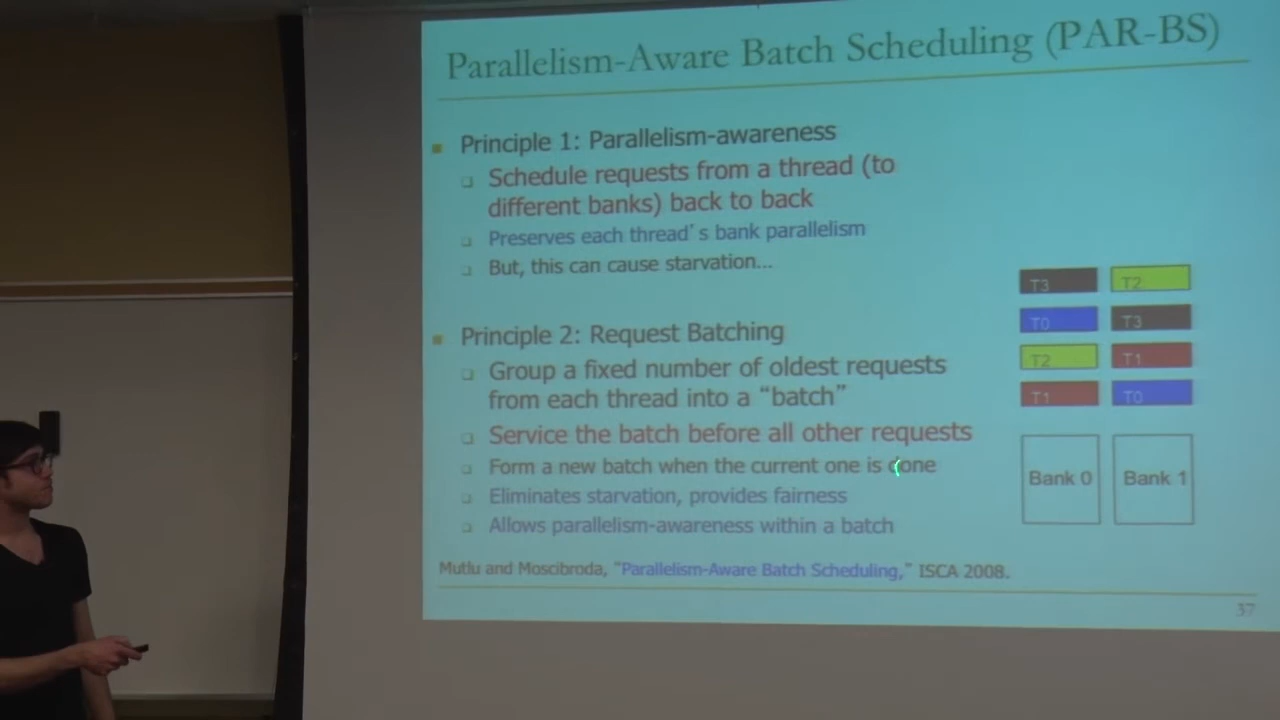 Parallelism-Aware Batch Scheduling (PAR-BS)
Principle 1: Parallelism-awareness
Schedule requests from a thread (to
different banks) back to back
Preserves each thread's bank parallelism
But, this can cause starvation...
Principle 2: Request Batching
Group a fixed number of oldest requests
from each thread into a "batch"
Service the batch before all other requests
Form a new batch when the current one is done
Eliminates starvation, provides fairness
Allows parallelism-awareness within a batch
T3 T2
T0 T3
T2 T1
T1 T0
Bank 0 Bank 1
Mutlu and Moscibroda, "Parallelism-Aware Batch Scheduling," ISCA 2008.
37